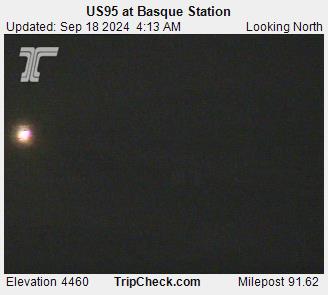 US95 at Basque Station
Updated: Sep 18 2024 4:13 AM Looking North
Elevation 4460 TripCheck.com Milepost 91.62